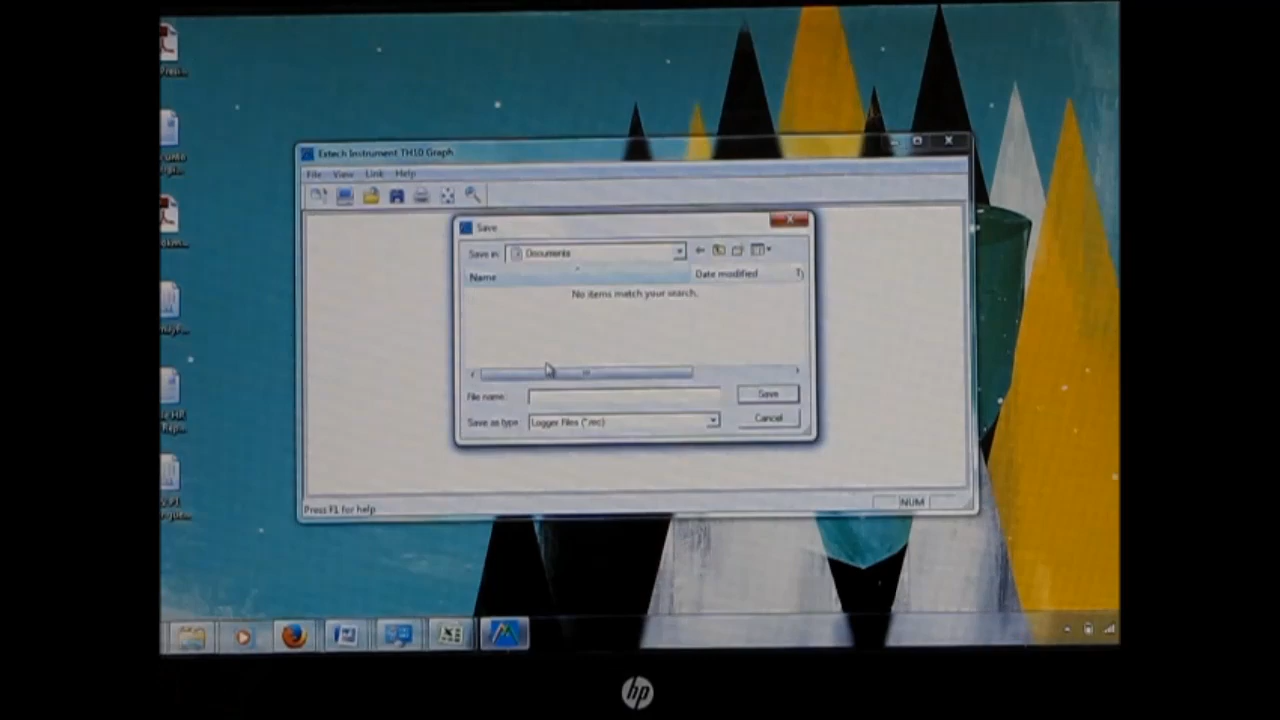 Extech Instrument TH10 Graph
File View Link Help
Save
Save in: Documents
Name Date modified
No items match your search.
File name:
Save
Save as type Logger Files (*.rec)
Cancel
Press F1 for help
NUM
hp